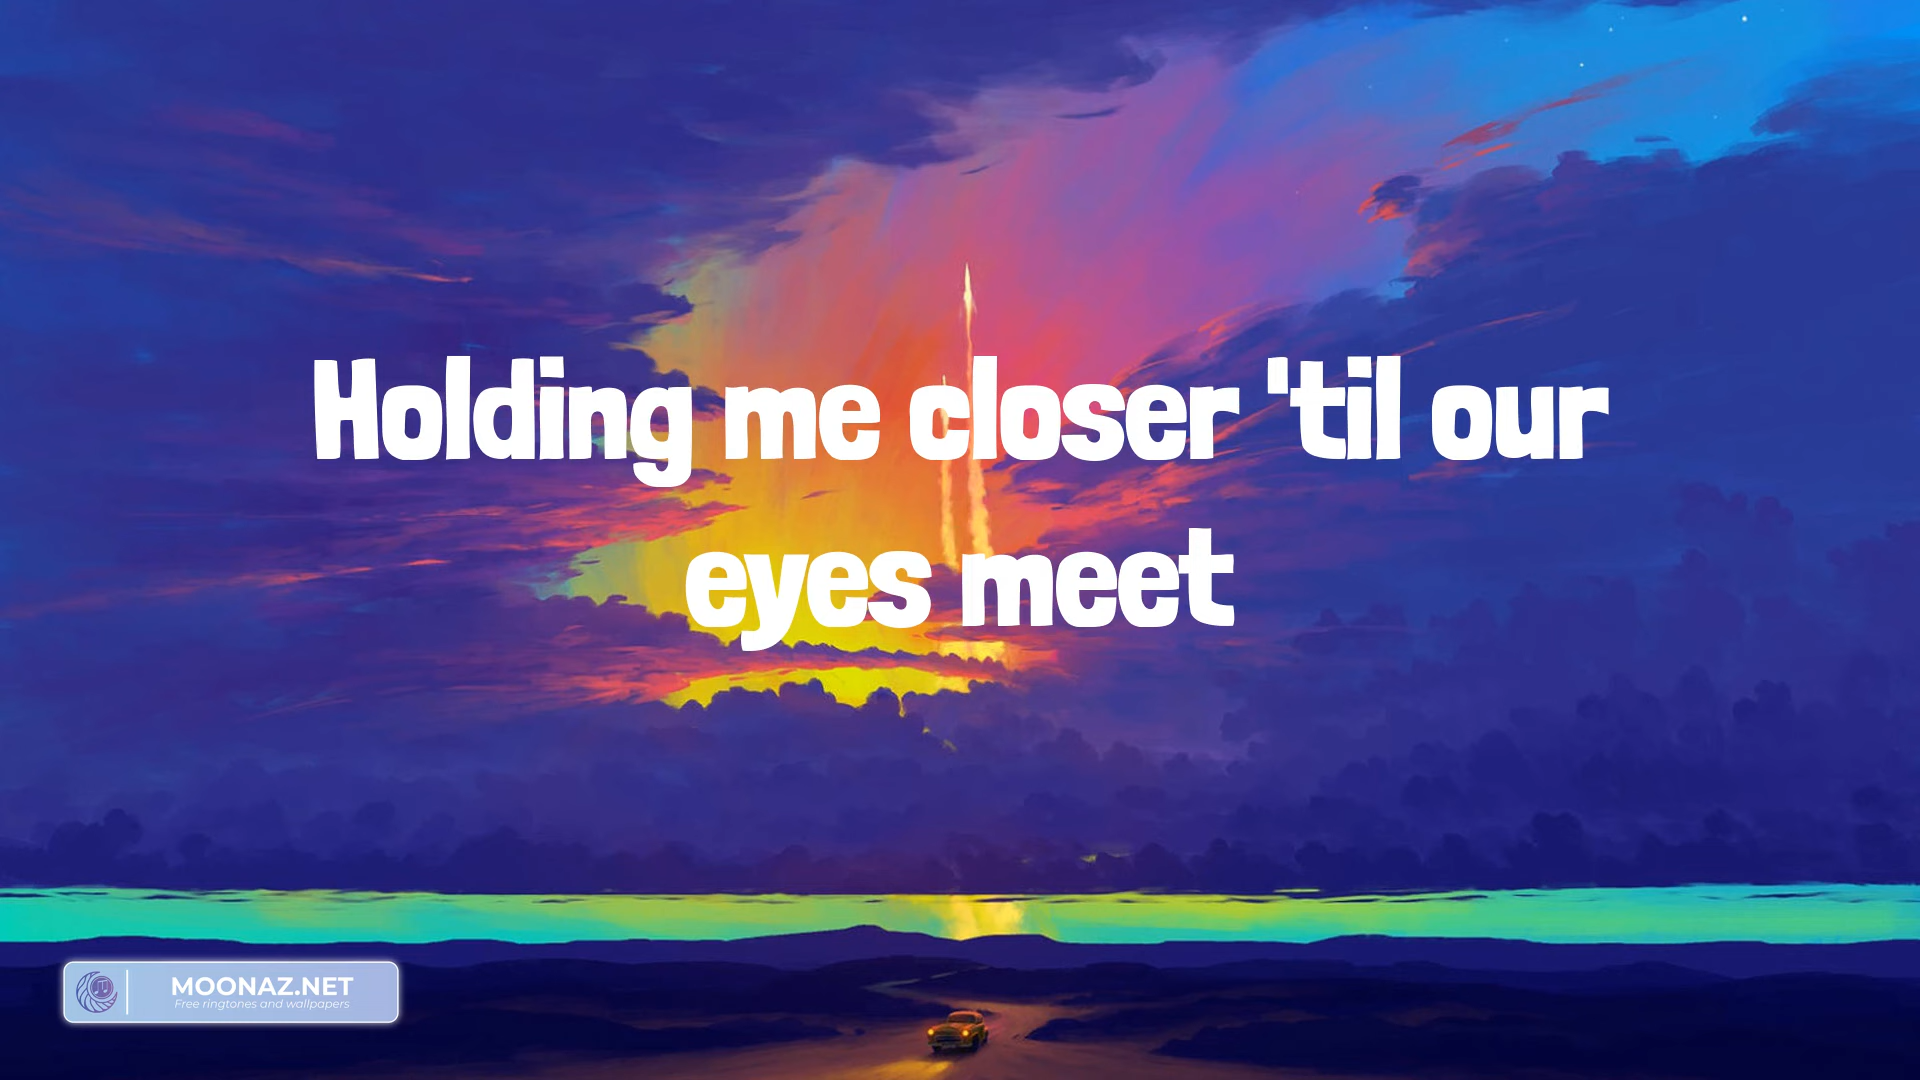 Holding me closer 'til our
eyes meet
MOONAZ.NET
Free ringtones and wallpapers